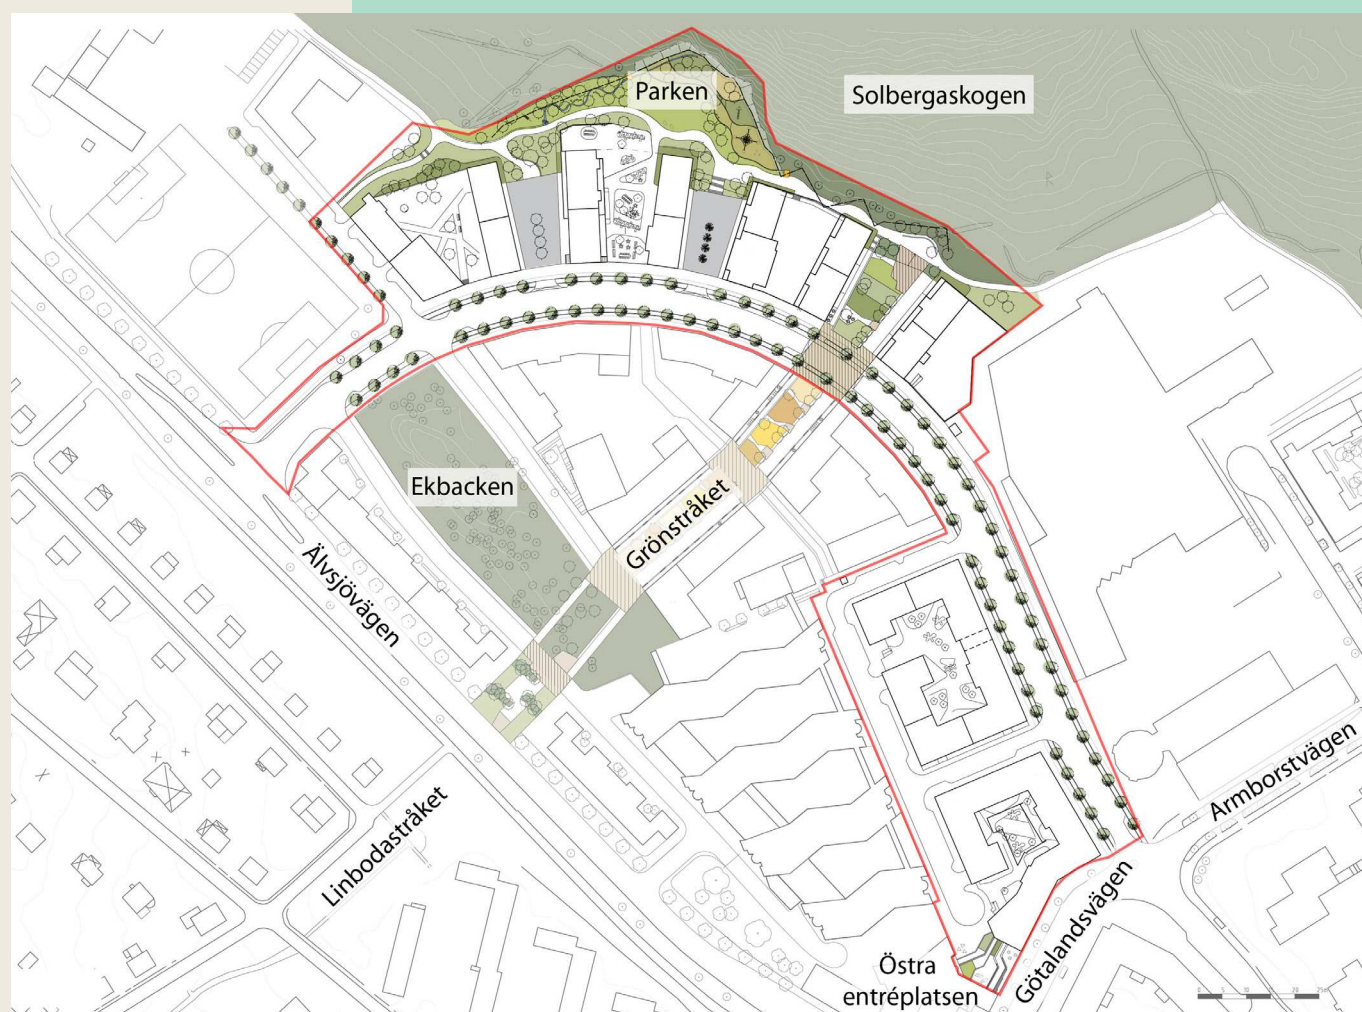 Parken
Solbergaskogen
Ekbacken
Grönstråket
Älvsjövägen
Linbodastråket
Armborstvägen
Götalandsvägen
Östra
entréplatsen